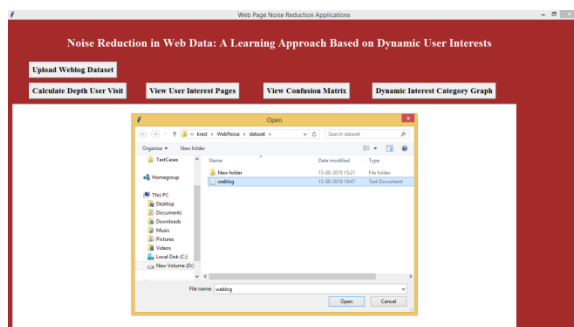 Web Page Noise Reduction Applications
Noise Reduction in Web Data: A Learning Approach Based on Dynamic User Interests
Upload Weblog Dataset
Calculate Depth User Visit View User Interest Pages View Confusion Matrix Dynamic Interest Category Graph
Open
« krest » WebNoise » dataset » Search dataset
Organize New folder
TestCases Name Date modified Type
New folder 15-08-2019 15:21 File folder
Homegroup weblog 15-08-2019 16:47 Text Document
This PC
Desktop
Documents
Downloads
Music
Pictures
Videos
Local Disk (C:)
New Volume (D:)
File name: weblog
Open Cancel